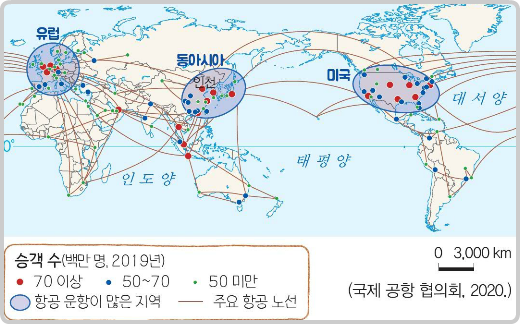 유럽
동아시아
인천
미국
대서양
0°
태평양
인도양
승객 수(백만 명, 2019년)
70 이상 50~70 50 미만
항공 운항이 많은 지역 주요 항공 노선
0 3,000 km
(국제 공항 협의회, 2020.)